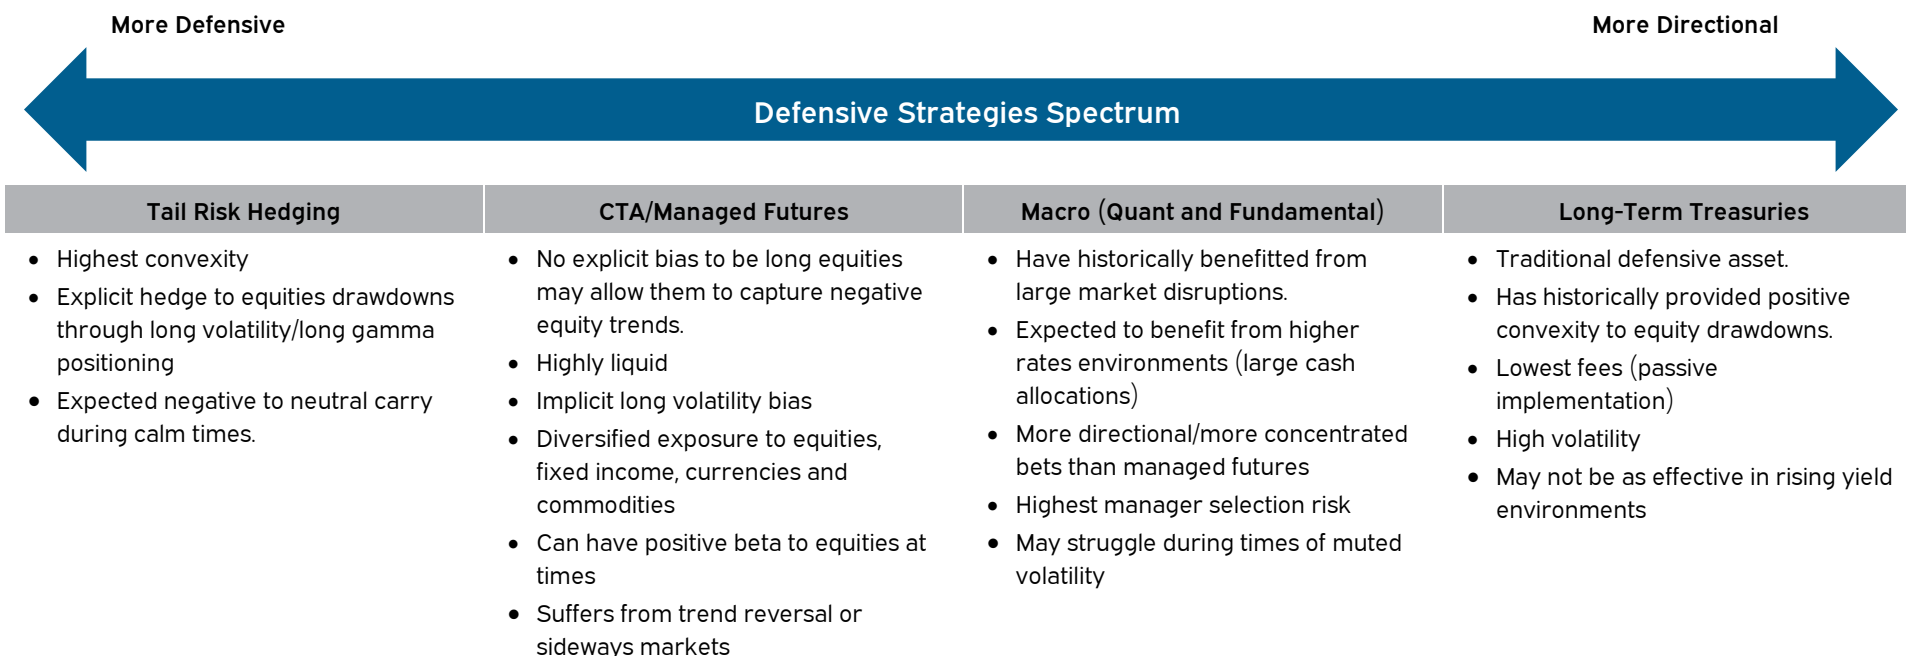 More Defensive
More Directional
Defensive Strategies Spectrum
Tail Risk Hedging
• Highest convexity
• Explicit hedge to equities drawdowns
through long volatility/long gamma
positioning
• Expected negative to neutral carry
during calm times.
CTA/Managed Futures
• No explicit bias to be long equities
may allow them to capture negative
equity trends.
• Highly liquid
• Implicit long volatility bias
• Diversified exposure to equities,
fixed income, currencies and
commodities
• Can have positive beta to equities at
times
• Suffers from trend reversal or
sideways markets
Macro (Quant and Fundamental)
• Have historically benefitted from
large market disruptions.
• Expected to benefit from higher
rates environments (large cash
allocations)
• More directional/more concentrated
bets than managed futures
• Highest manager selection risk
• May struggle during times of muted
volatility
Long-Term Treasuries
• Traditional defensive asset.
• Has historically provided positive
convexity to equity drawdowns.
• Lowest fees (passive
implementation)
• High volatility
• May not be as effective in rising yield
environments